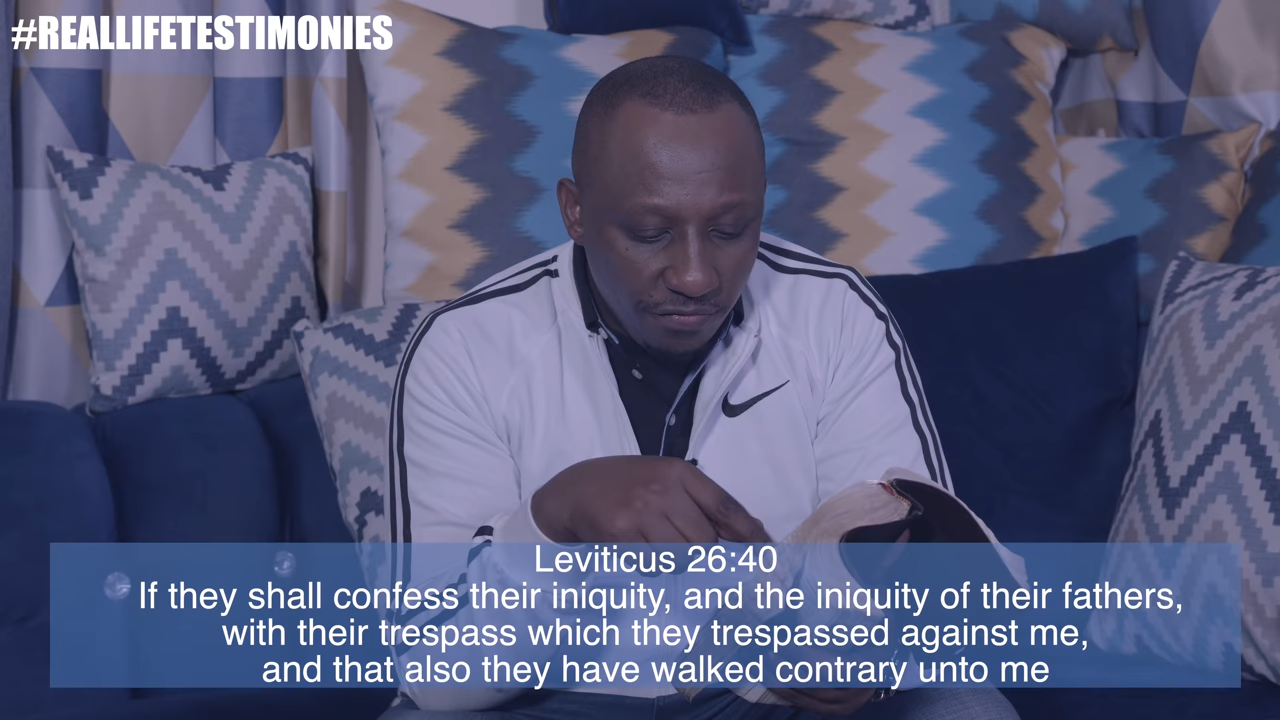 #REALLIFETESTIMONIES
Leviticus 26:40
If they shall confess their iniquity, and the iniquity of their fathers,
with their trespass which they trespassed against me,
and that also they have walked contrary unto me